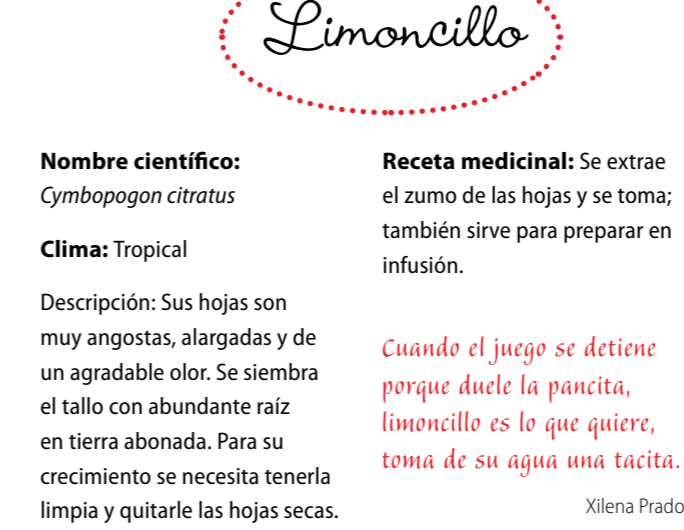 Limoncillo
Nombre científico:
Cymbopogon citratus
Clima: Tropical
Descripción: Sus hojas son
muy angostas, alargadas y de
un agradable olor. Se siembra
el tallo con abundante raíz
en tierra abonada. Para su
crecimiento se necesita tenerla
limpia y quitarle las hojas secas.
Receta medicinal: Se extrae
el zumo de las hojas y se toma;
también sirve para preparar en
infusión.
Cuando el juego se detiene
porque duele la pancita,
limoncillo es lo que quiere,
toma de su agua una tacita.
Xilena Prado